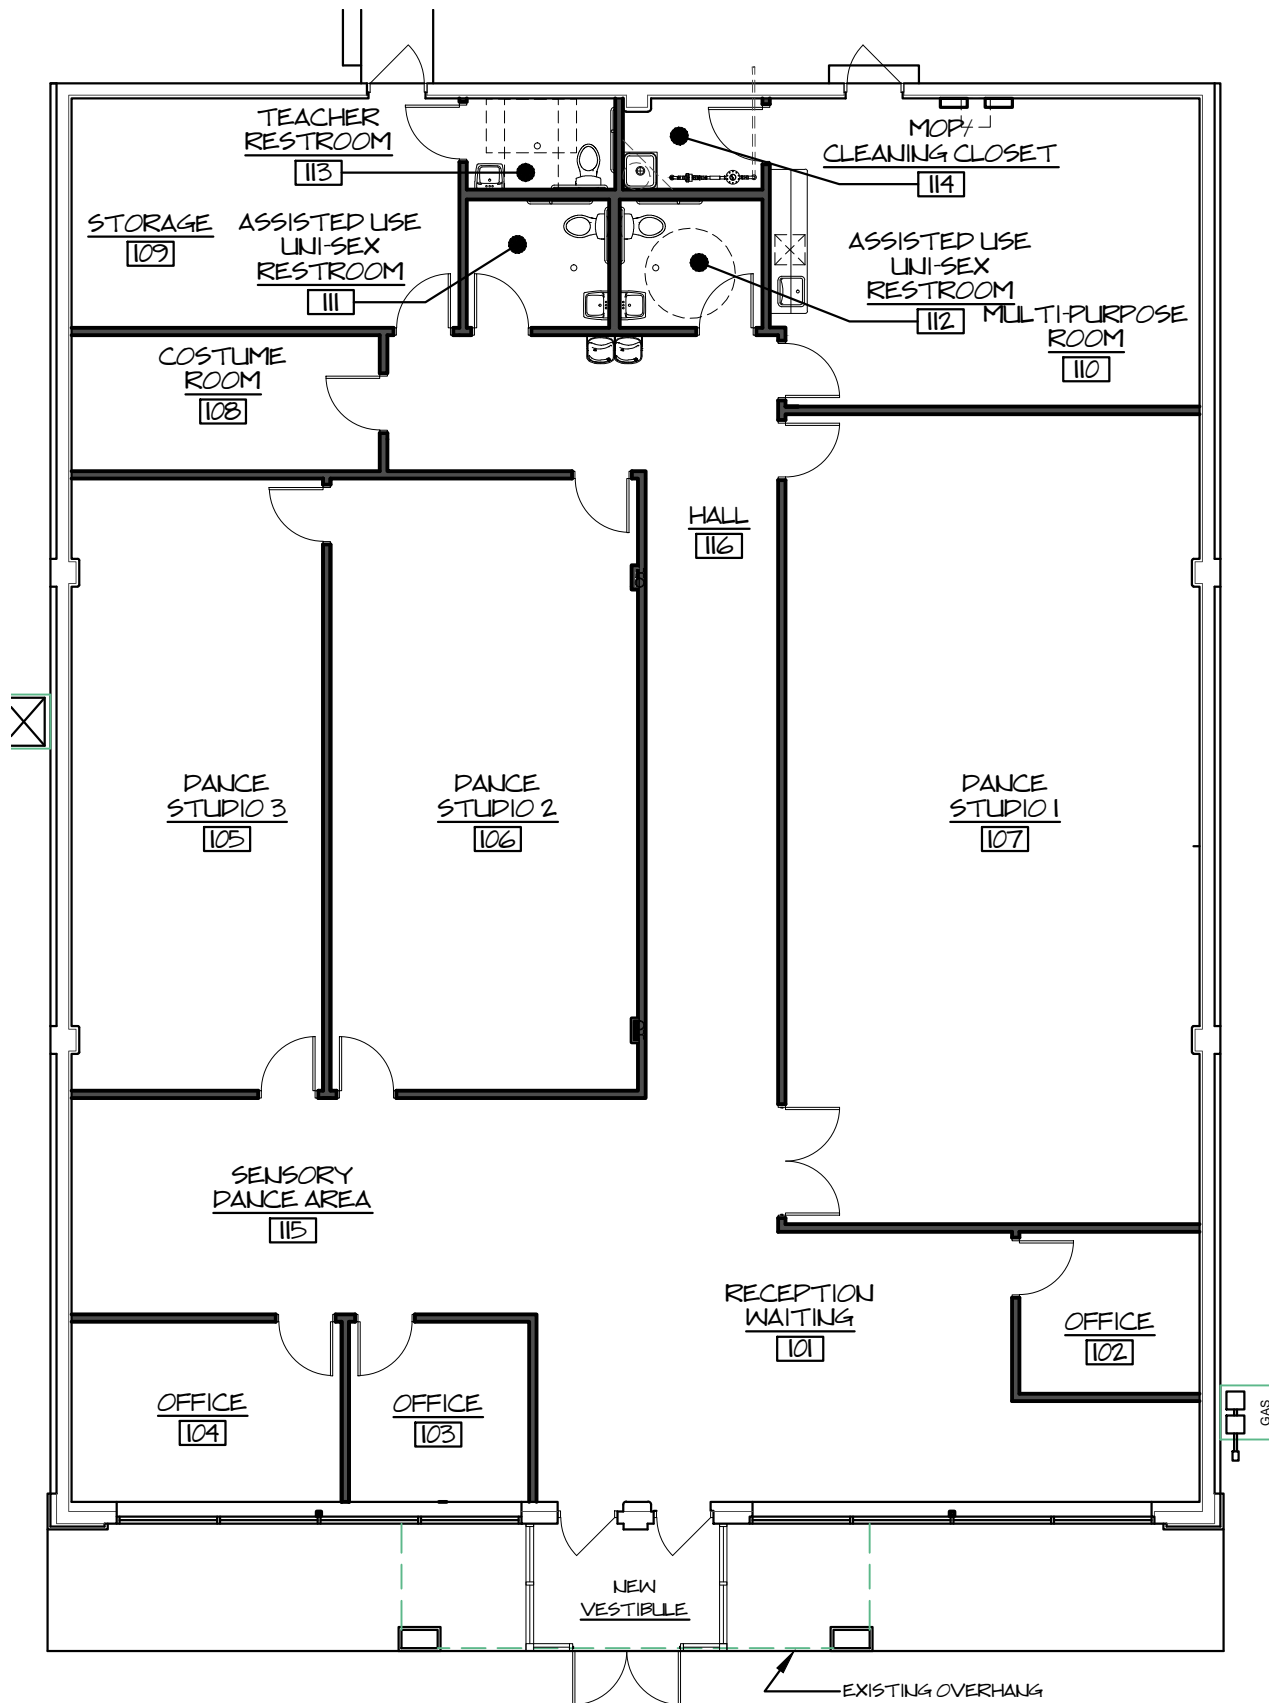 TEACHER
RESTROOM
113
MOP/
CLEANING CLOSET
114
STORAGE
109
ASSISTED USE
UNI-SEX
RESTROOM
111
ASSISTED USE
UNI-SEX
RESTROOM
112
MULTI-PURPOSE
ROOM
110
COSTUME
ROOM
108
HALL
116
DANCE
STUDIO 3
105
DANCE
STUDIO 2
106
DANCE
STUDIO 1
107
SENSORY
DANCE AREA
115
RECEPTION
WAITING
101
OFFICE
102
OFFICE
104
OFFICE
103
GAS
NEW
VESTIBULE
EXISTING OVERHANG